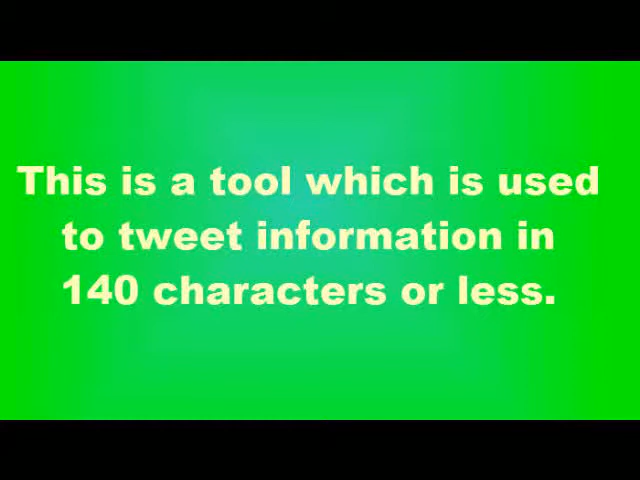 This is a tool which is used
to tweet information in
140 characters or less.